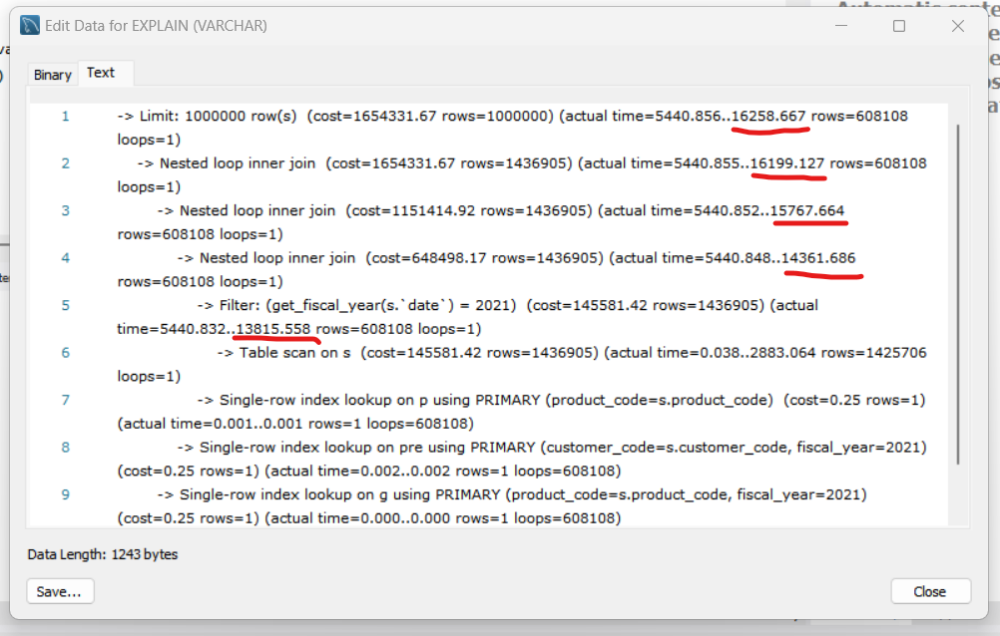 Edit Data for EXPLAIN (VARCHAR)
Binary Text
1 -> Limit: 1000000 row(s) (cost=1654331.67 rows=1000000) (actual time=5440.856..16258.667 rows=608108
loops=1)
2 -> Nested loop inner join (cost=1654331.67 rows=1436905) (actual time=5440.855..16199.127 rows=608108
loops=1)
3 -> Nested loop inner join (cost=1151414.92 rows=1436905) (actual time=5440.852..15767.664
rows=608108 loops=1)
4 -> Nested loop inner join (cost=648498.17 rows=1436905) (actual time=5440.848..14361.686
rows=608108 loops=1)
5 -> Filter: (get_fiscal_year(s.`date`) = 2021) (cost=145581.42 rows=1436905) (actual
time=5440.832..13815.558 rows=608108 loops=1)
6 -> Table scan on s (cost=145581.42 rows=1436905) (actual time=0.038..2883.064 rows=1425706
loops=1)
7 -> Single-row index lookup on p using PRIMARY (product_code=s.product_code) (cost=0.25 rows=1)
(actual time=0.001..0.001 rows=1 loops=608108)
8 -> Single-row index lookup on pre using PRIMARY (customer_code=s.customer_code, fiscal_year=2021)
(cost=0.25 rows=1) (actual time=0.002..0.002 rows=1 loops=608108)
9 -> Single-row index lookup on g using PRIMARY (product_code=s.product_code, fiscal_year=2021)
(cost=0.25 rows=1) (actual time=0.000..0.000 rows=1 loops=608108)
Data Length: 1243 bytes
Save... Close